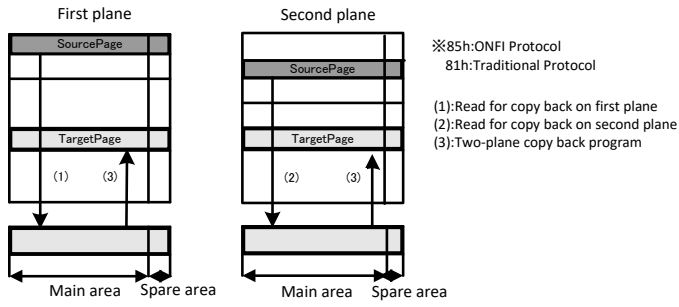 First plane
SourcePage
TargetPage
(1)
(3)
Main area
Spare area
Second plane
SourcePage
TargetPage
(2)
(3)
Main area
Spare area
※85h:ONFI Protocol
81h:Traditional Protocol
(1):Read for copy back on first plane
(2):Read for copy back on second plane
(3):Two-plane copy back program